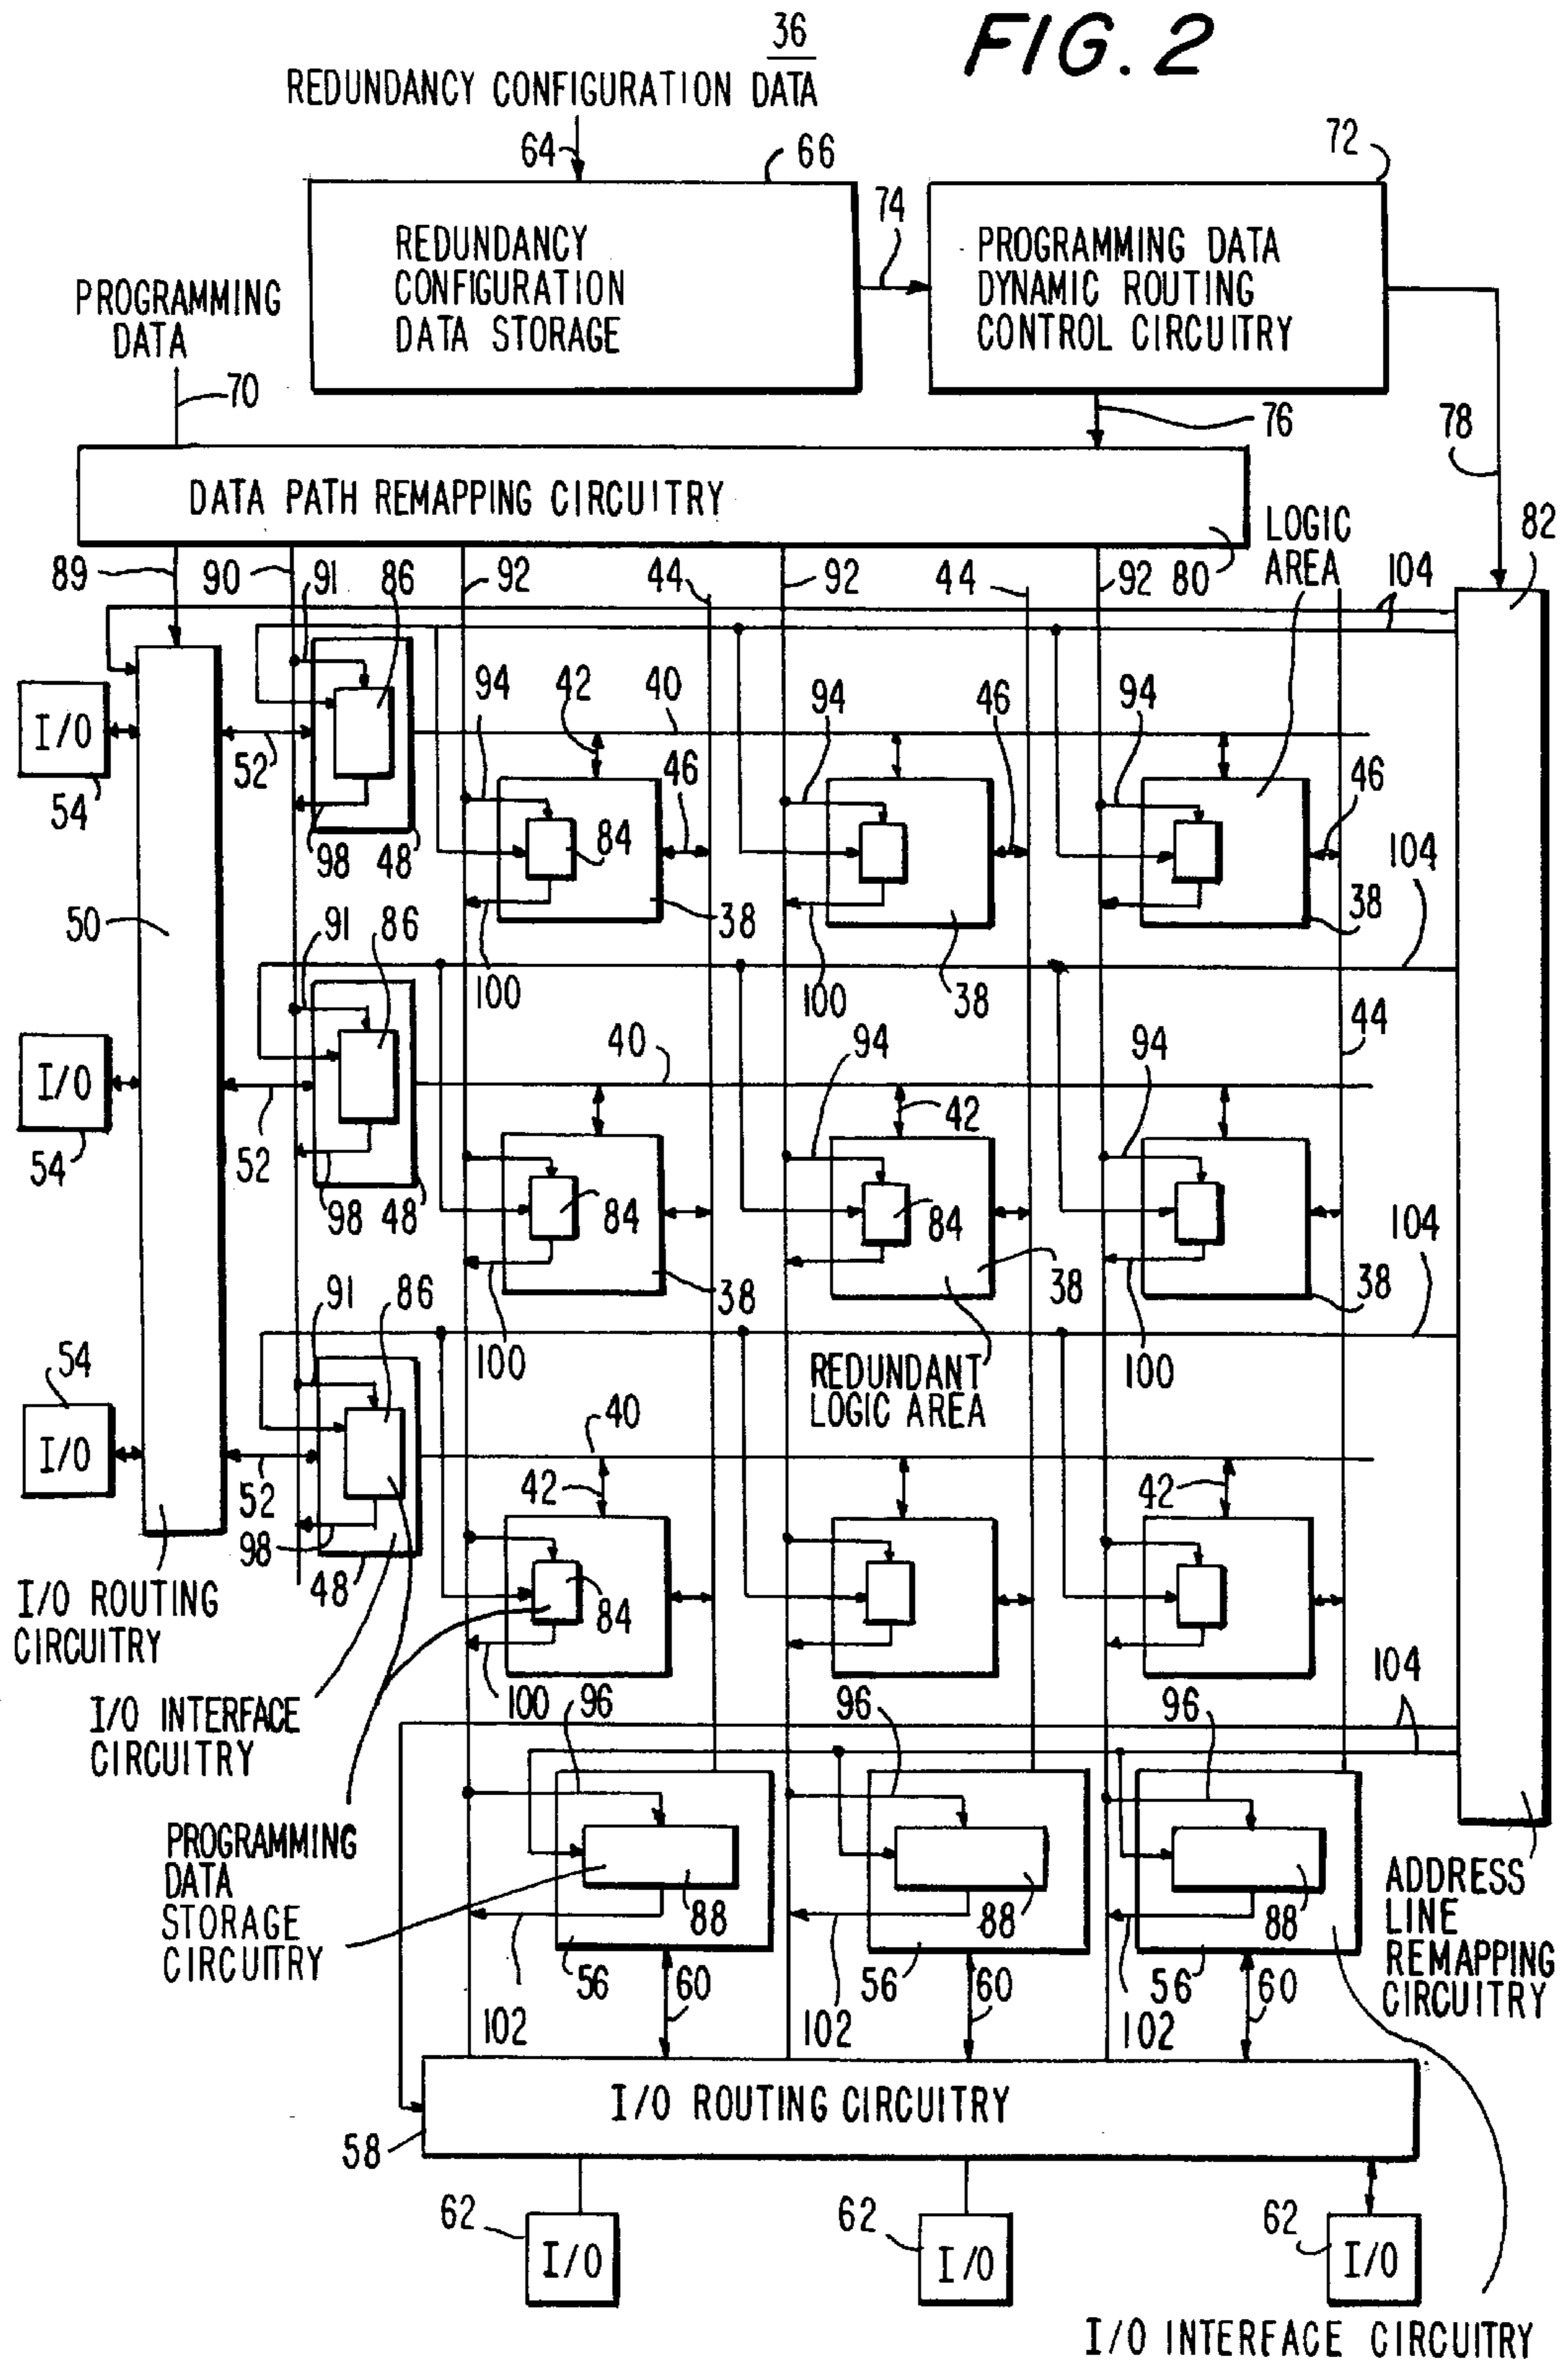 36
FIG. 2
REDUNDANCY CONFIGURATION DATA
64
66
72
74
REDUNDANCY
CONFIGURATION
DATA STORAGE
PROGRAMMING DATA
DYNAMIC ROUTING
CONTROL CIRCUITRY
PROGRAMMING
DATA
70
76
78
DATA PATH REMAPPING CIRCUITRY
LOGIC
AREA
82
89
90
91
86
92
44
92
44
92
80
104
I/O
54
52
94
42
40
94
46
94
46
46
84
98
48
38
38
38
104
50
100
100
91
86
40
94
94
44
104
I/O
54
52
42
98
48
84
84
38
38
38
100
100
REDUNDANT
LOGIC AREA
91
86
104
54
I/O
52
40
42
42
98
48
84
100
I/O ROUTING
CIRCUITRY
I/O INTERFACE
CIRCUITRY
96
96
96
104
PROGRAMMING
DATA
STORAGE
CIRCUITRY
88
88
88
ADDRESS
LINE
REMAPPING
CIRCUITRY
56
60
56
60
56
60
102
102
102
I/O ROUTING CIRCUITRY
58
62
62
62
I/O
I/O
I/O
I/O INTERFACE CIRCUITRY